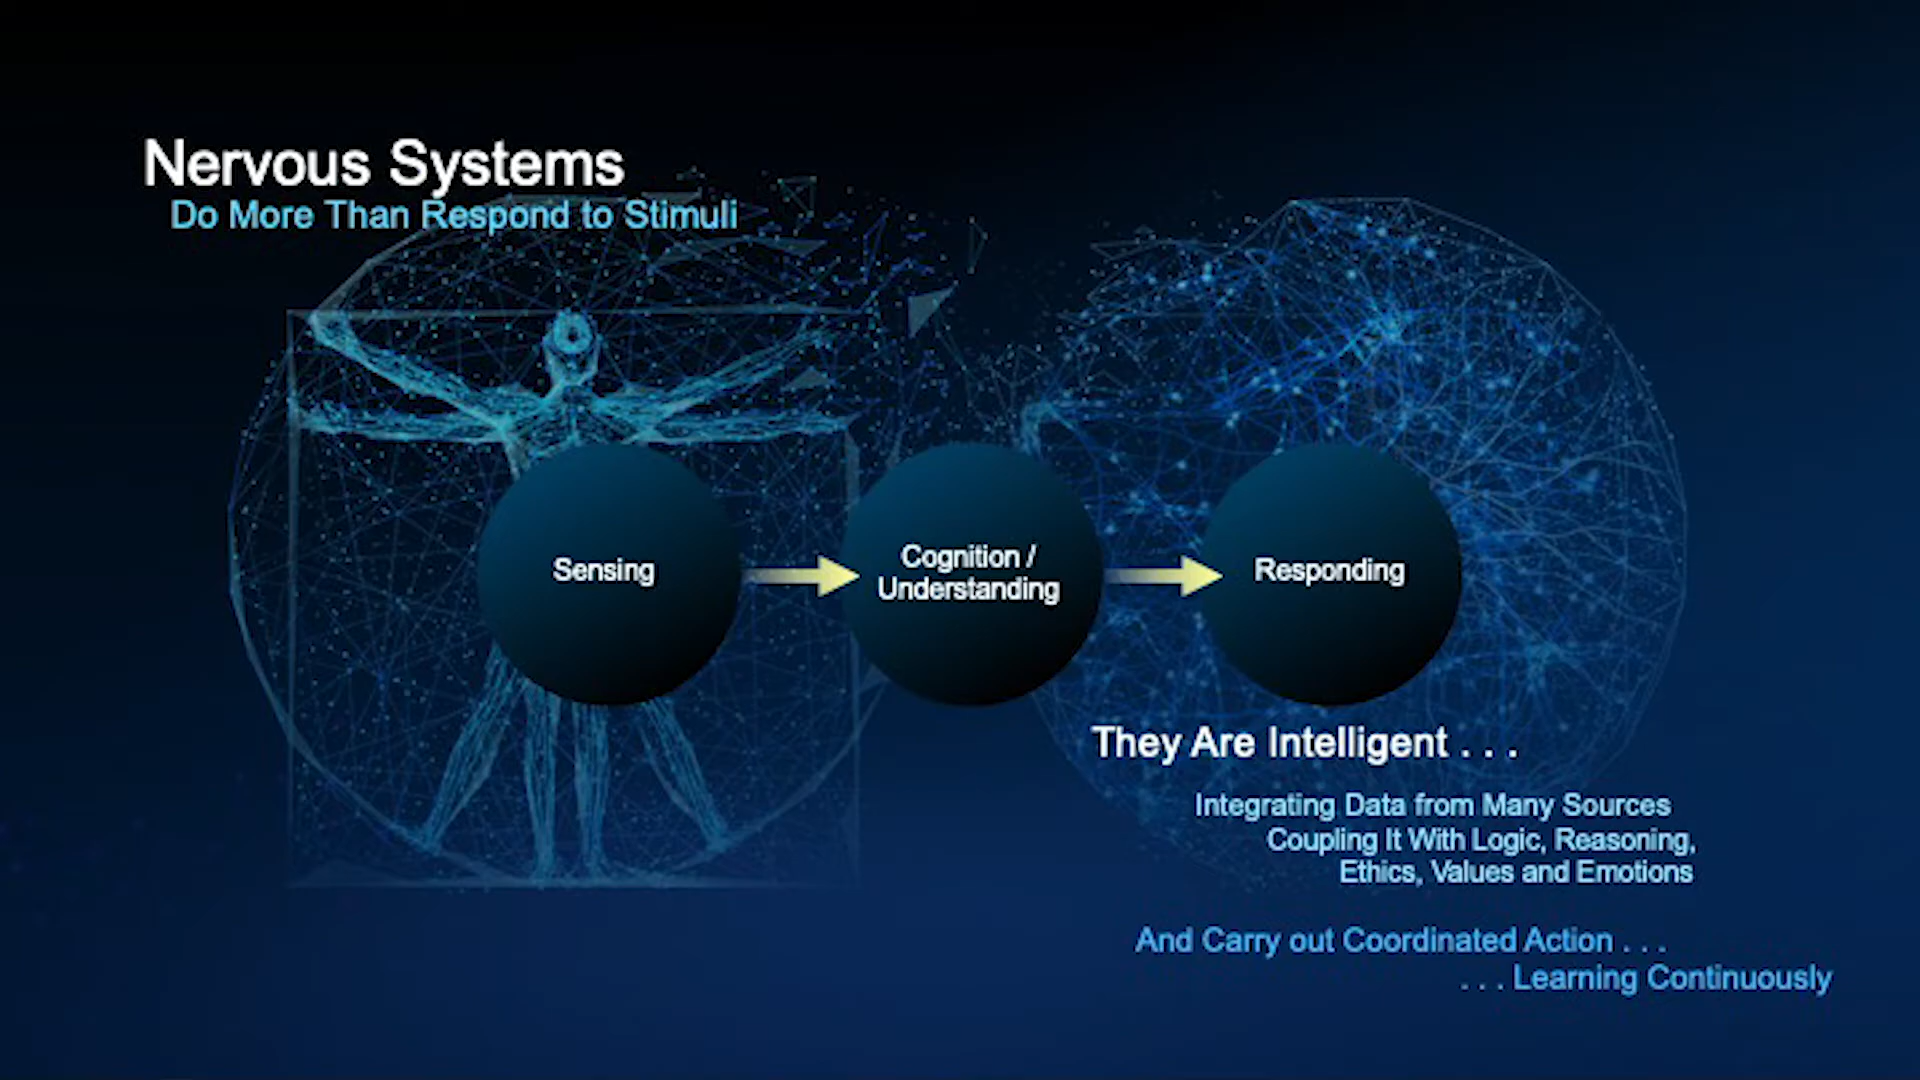 Nervous Systems
Do More Than Respond to Stimuli
Sensing
Cognition /
Understanding
Responding
They Are Intelligent . . .
Integrating Data from Many Sources
Coupling It With Logic, Reasoning,
Ethics, Values and Emotions
And Carry out Coordinated Action . . .
. . . Learning Continuously